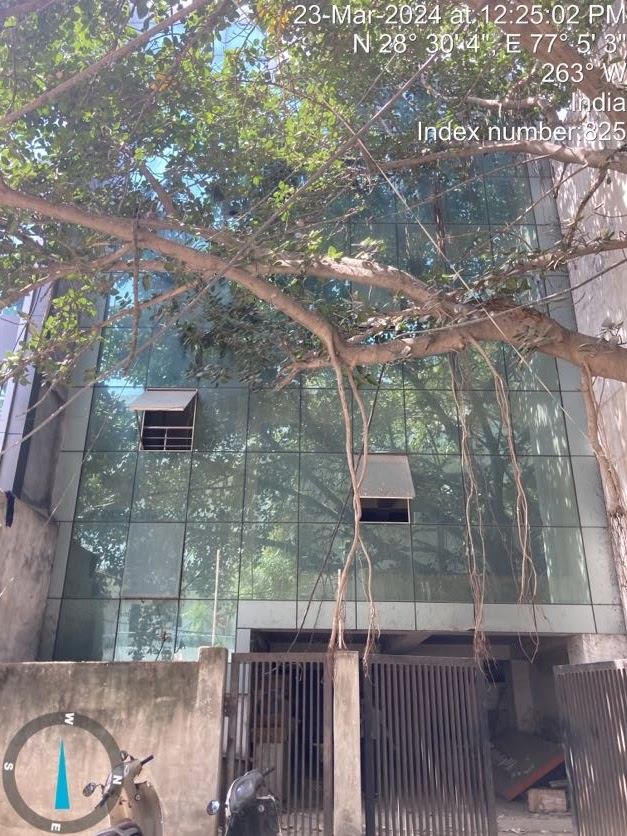 23-Mar-2024 at 12:25:02 PM
N 28° 30' 4", E 77° 5' 3"
263° W
India
Index number:825
W
S
N
E